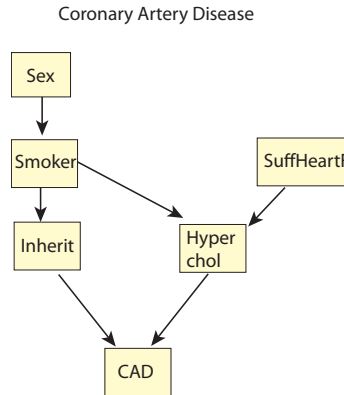 Coronary Artery Disease
Sex
Smoker
SuffHeartF
Inherit
Hyper
chol
CAD